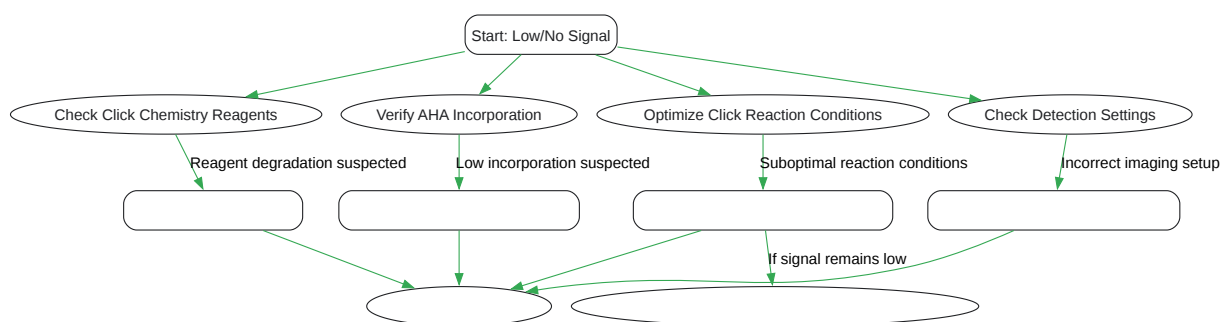 Start: Low/No Signal
Check Click Chemistry Reagents
Verify AHA Incorporation
Optimize Click Reaction Conditions
Check Detection Settings
Reagent degradation suspected
Low incorporation suspected
Suboptimal reaction conditions
Incorrect imaging setup
If signal remains low